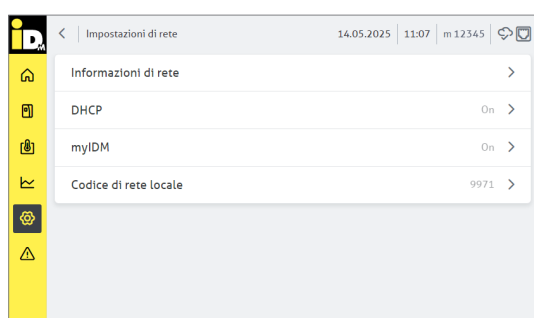 iDM
Impostazioni di rete 14.05.2025 11:07 m 12345
Informazioni di rete
DHCP On
myIDM On
Codice di rete locale 9971